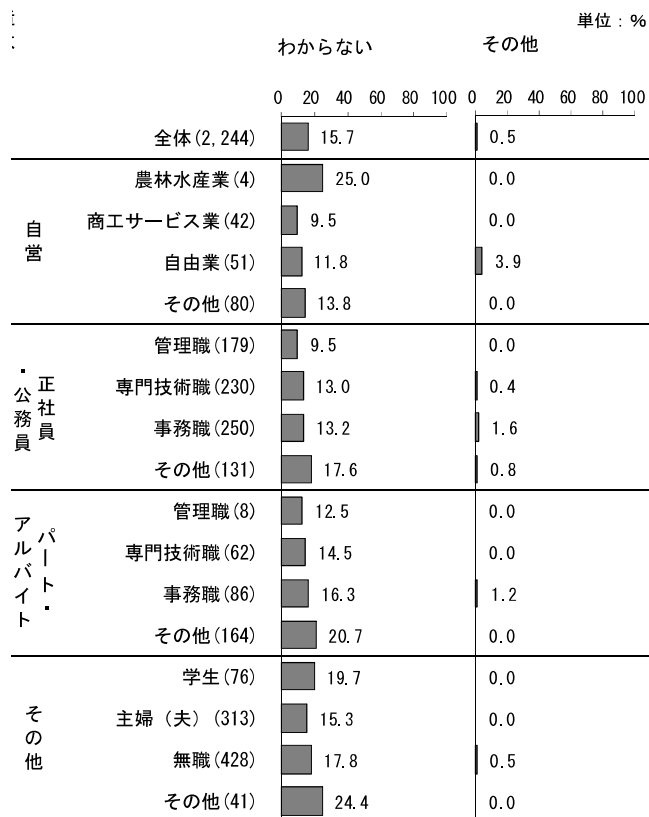 単位：%
わからない その他
0 20 40 60 80 100 0 20 40 60 80 100
全体(2,244) 15.7 0.5
自営
農林水産業(4) 25.0 0.0
商工サービス業(42) 9.5 0.0
自由業(51) 11.8 3.9
その他(80) 13.8 0.0
正社員・公務員
管理職(179) 9.5 0.0
専門技術職(230) 13.0 0.4
事務職(250) 13.2 1.6
その他(131) 17.6 0.8
パート・アルバイト
管理職(8) 12.5 0.0
専門技術職(62) 14.5 0.0
事務職(86) 16.3 1.2
その他(164) 20.7 0.0
その他
学生(76) 19.7 0.0
主婦（夫）(313) 15.3 0.0
無職(428) 17.8 0.5
その他(41) 24.4 0.0